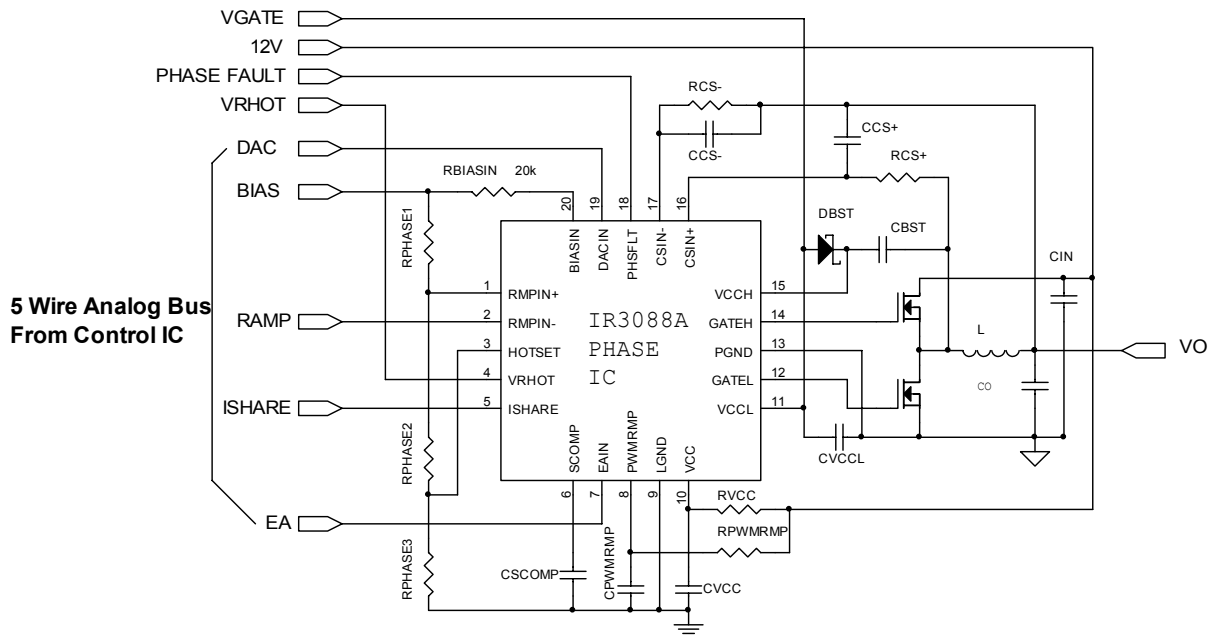 VGATE
12V
PHASE FAULT
VRHOT
DAC
BIAS
5 Wire Analog Bus
From Control IC
RAMP
ISHARE
EA
RBIASIN 20k
RPHASE1
RPHASE2
RPHASE3
RCS-
CCS-
CCS+
RCS+
DBST
CBST
CIN
L
CO
VO
20
19
18
17
16
BIASIN
DACIN
PHSFLT
CSIN-
CSIN+
1
RMPIN+
2
RMPIN-
3
HOTSET
4
VRHOT
5
ISHARE
IR3088A
PHASE
IC
VCCH
15
GATEH
14
PGND
13
GATEL
12
VCCL
11
SCOMP
EAIN
PWMRMP
LGND
VCC
6
7
8
9
10
CVCCL
RVCC
RPWMRMP
CSCOMP
CPWMRMP
CVCC